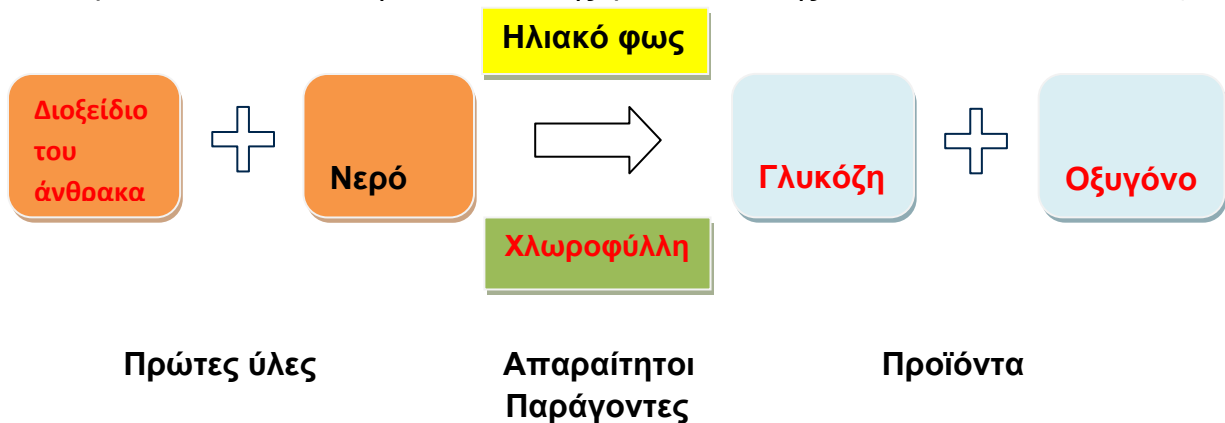 Ηλιακό φως
Διοξείδιο
του
άνθρακα
Νερό
Γλυκόζη
Οξυγόνο
Χλωροφύλλη
Πρώτες ύλες
Απαραίτητοι
Παράγοντες
Προϊόντα